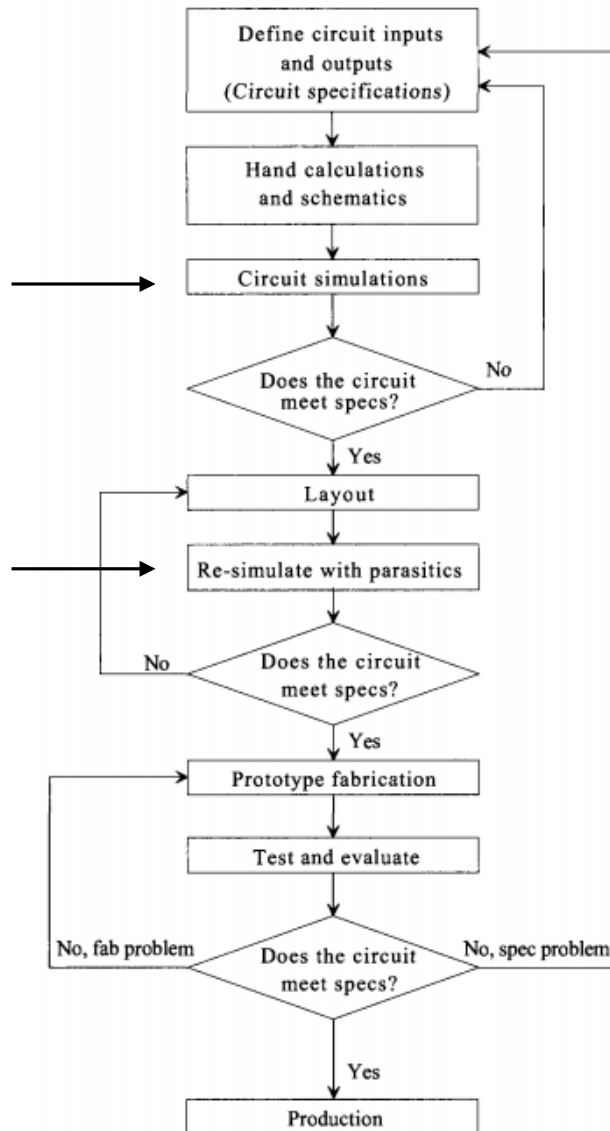 Define circuit inputs
and outputs
(Circuit specifications)
Hand calculations
and schematics
Circuit simulations
Does the circuit
meet specs?
No
Yes
Layout
Re-simulate with parasitics
Does the circuit
meet specs?
No
Yes
Prototype fabrication
Test and evaluate
No, fab problem
Does the circuit
meet specs?
No, spec problem
Yes
Production